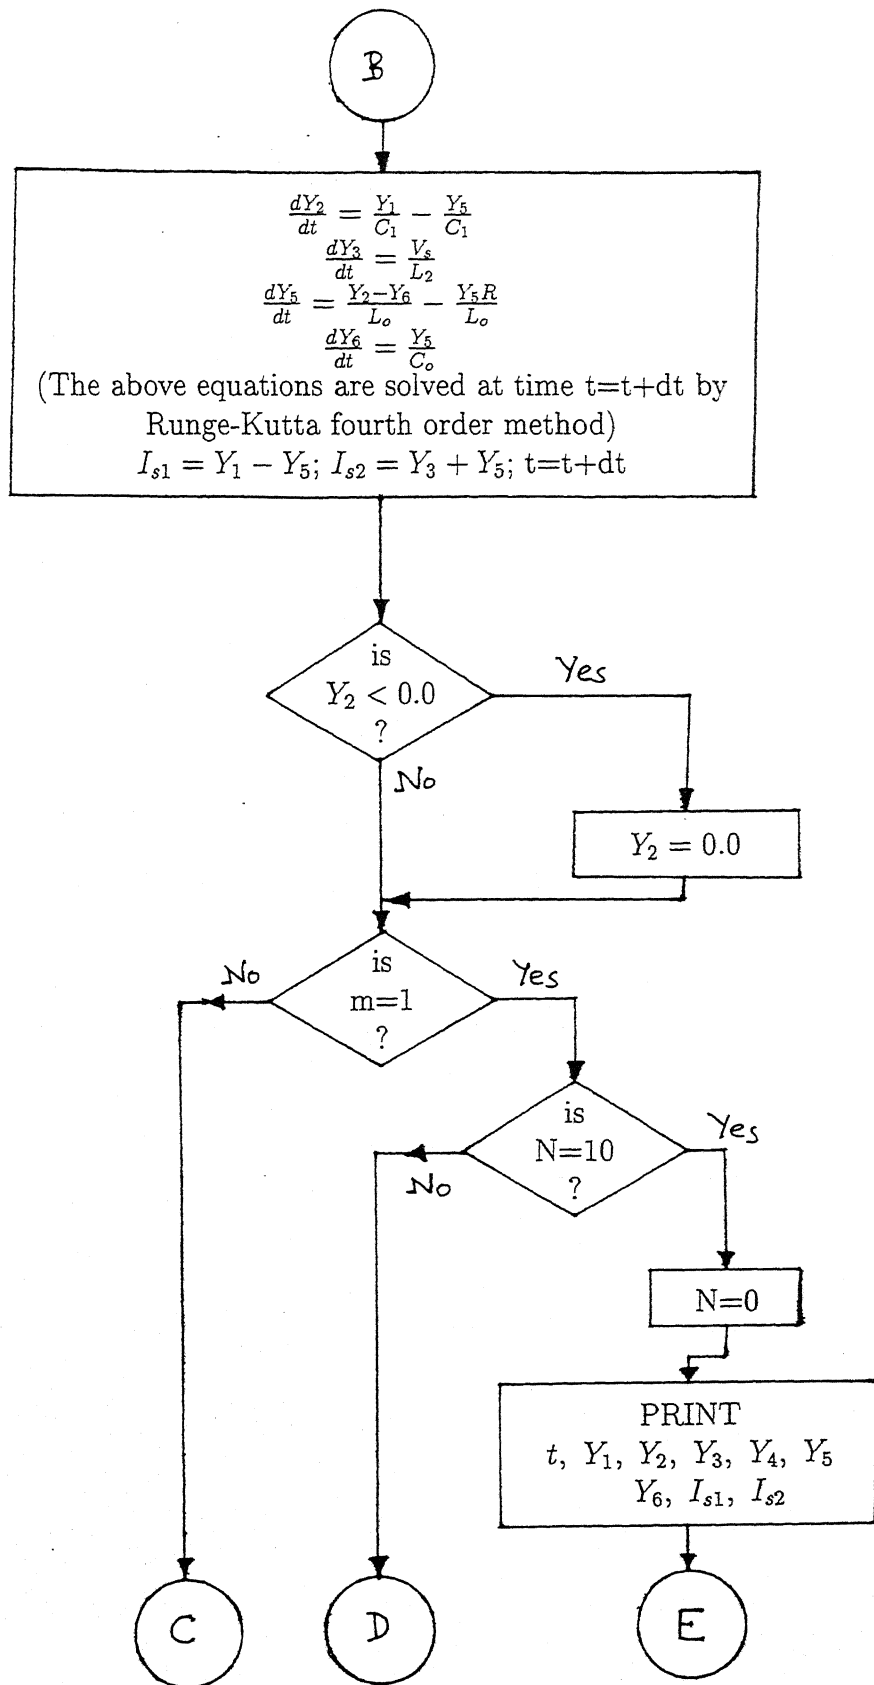 B
dY₂/dt = Y₁/C₁ − Y₅/C₁
dY₃/dt = Vₛ/L₂
dY₅/dt = (Y₂−Y₆)/Lₒ − Y₅R/Lₒ
dY₆/dt = Y₅/Cₒ
(The above equations are solved at time t=t+dt by
Runge-Kutta fourth order method)
Iₛ₁ = Y₁ − Y₅; Iₛ₂ = Y₃ + Y₅; t=t+dt
is
Y₂ < 0.0
?
Yes
No
Y₂ = 0.0
is
m=1
?
No
Yes
is
N=10
?
Yes
No
N=0
PRINT
t, Y₁, Y₂, Y₃, Y₄, Y₅
Y₆, Iₛ₁, Iₛ₂
C
D
E